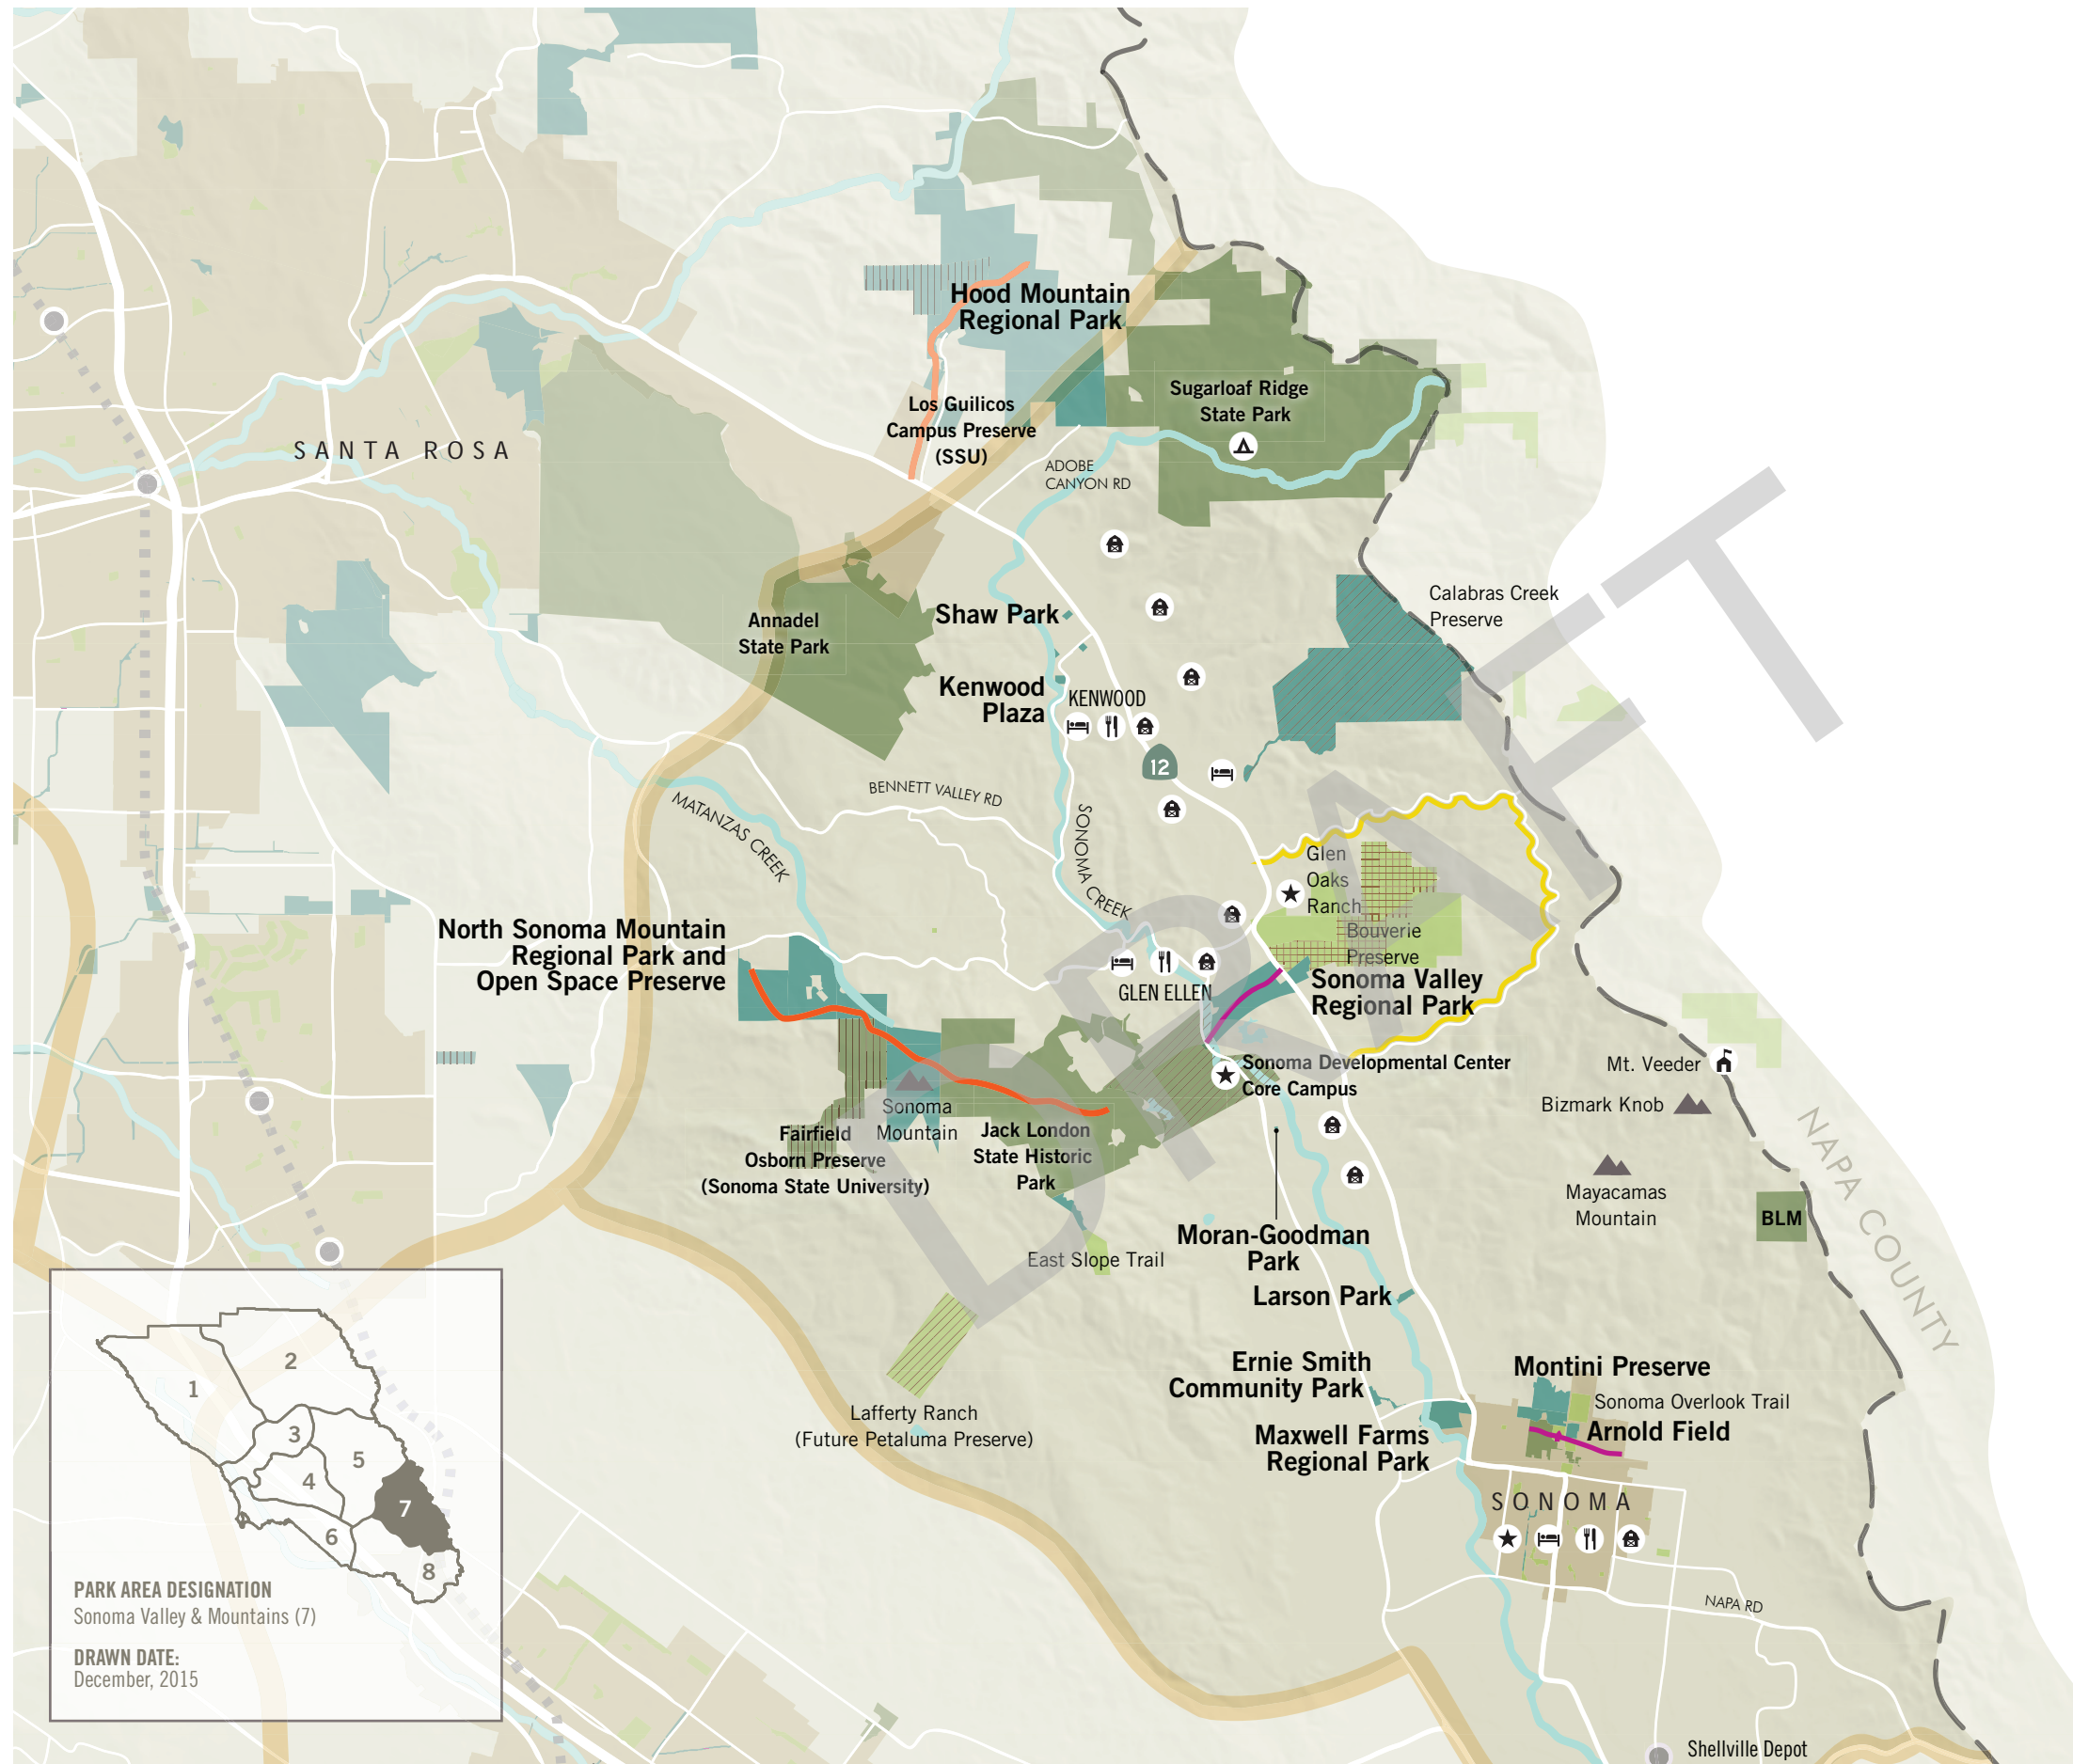 Hood Mountain
Regional Park
Sugarloaf Ridge
State Park
Los Guilicos
Campus Preserve
(SSU)
SANTA ROSA
ADOBE
CANYON RD
Calabras Creek
Preserve
Shaw Park
Annadel
State Park
Kenwood
Plaza
KENWOOD
12
BENNETT VALLEY RD
MATANZAS CREEK
SONOMA CREEK
Glen
Oaks
Ranch
Bouverie
Preserve
North Sonoma Mountain
Regional Park and
Open Space Preserve
GLEN ELLEN
Sonoma Valley
Regional Park
Sonoma Developmental Center
Core Campus
Mt. Veeder
Bizmark Knob
NAPA COUNTY
Sonoma
Mountain
Fairfield
Osborn Preserve
(Sonoma State University)
Jack London
State Historic
Park
Mayacamas
Mountain
BLM
Moran-Goodman
Park
East Slope Trail
Larson Park
Ernie Smith
Community Park
Montini Preserve
Sonoma Overlook Trail
Arnold Field
Lafferty Ranch
(Future Petaluma Preserve)
Maxwell Farms
Regional Park
SONOMA
NAPA RD
Shellville Depot
1
2
3
4
5
6
7
8
PARK AREA DESIGNATION
Sonoma Valley & Mountains (7)
DRAWN DATE:
December, 2015
DRAFT